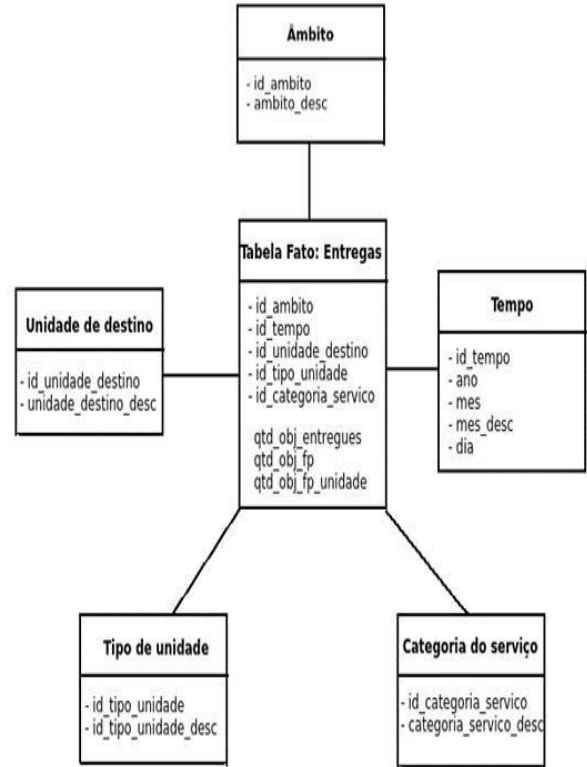 Âmbito
- id_ambito
- ambito_desc
Tabela Fato: Entregas
- id_ambito
- id_tempo
- id_unidade_destino
- id_tipo_unidade
- id_categoria_servico
qtd_obj_entregues
qtd_obj_fp
qtd_obj_fp_unidade
Unidade de destino
- id_unidade_destino
- unidade_destino_desc
Tempo
- id_tempo
- ano
- mes
- mes_desc
- dia
Tipo de unidade
- id_tipo_unidade
- id_tipo_unidade_desc
Categoria do serviço
- id_categoria_servico
- categoria_servico_desc